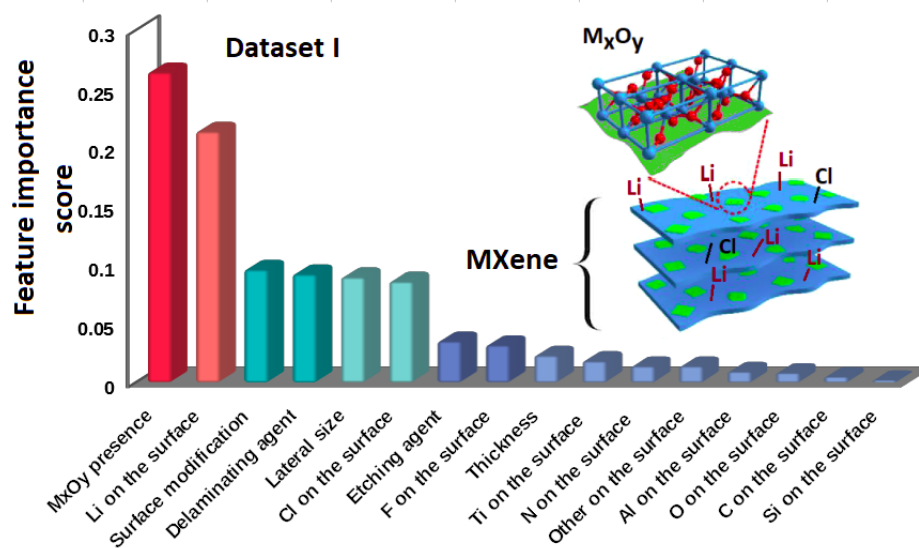 Dataset I
MxOy
Feature importance
score
0.3
0.25
0.2
0.15
0.1
0.05
0
Li
Li
Li
Cl
MXene
Cl
Li
Li
Li
MxOy presence
Li on the surface
Surface modification
Delaminating agent
Lateral size
Cl on the surface
Etching agent
F on the surface
Thickness
Ti on the surface
N on the surface
Other on the surface
Al on the surface
O on the surface
C on the surface
Si on the surface